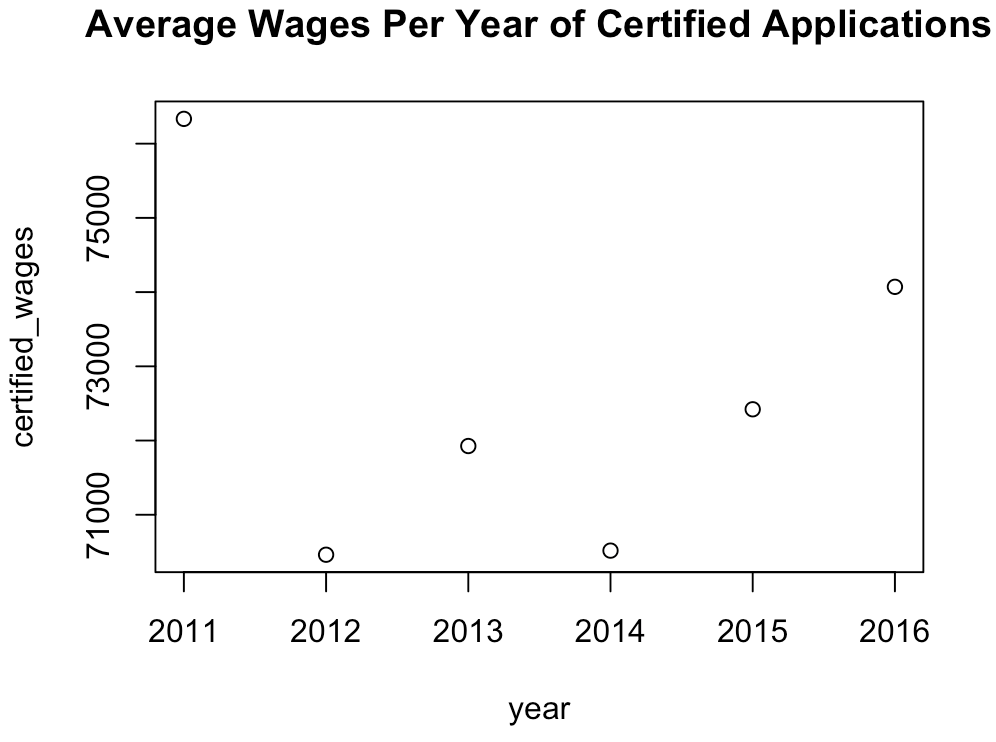 Average Wages Per Year of Certified Applications
certified_wages
75000
73000
71000
2011 2012 2013 2014 2015 2016
year